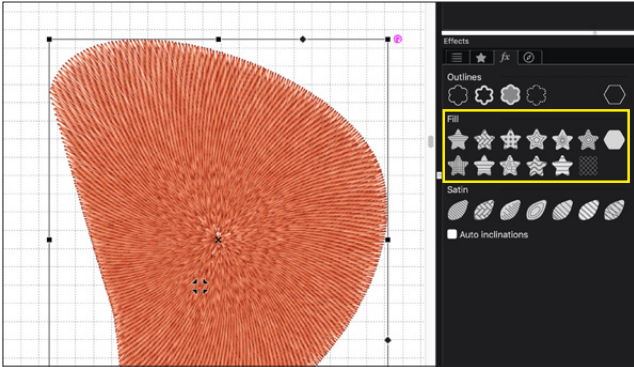 Effects
fx
Outlines
Fill
Satin
Auto inclinations